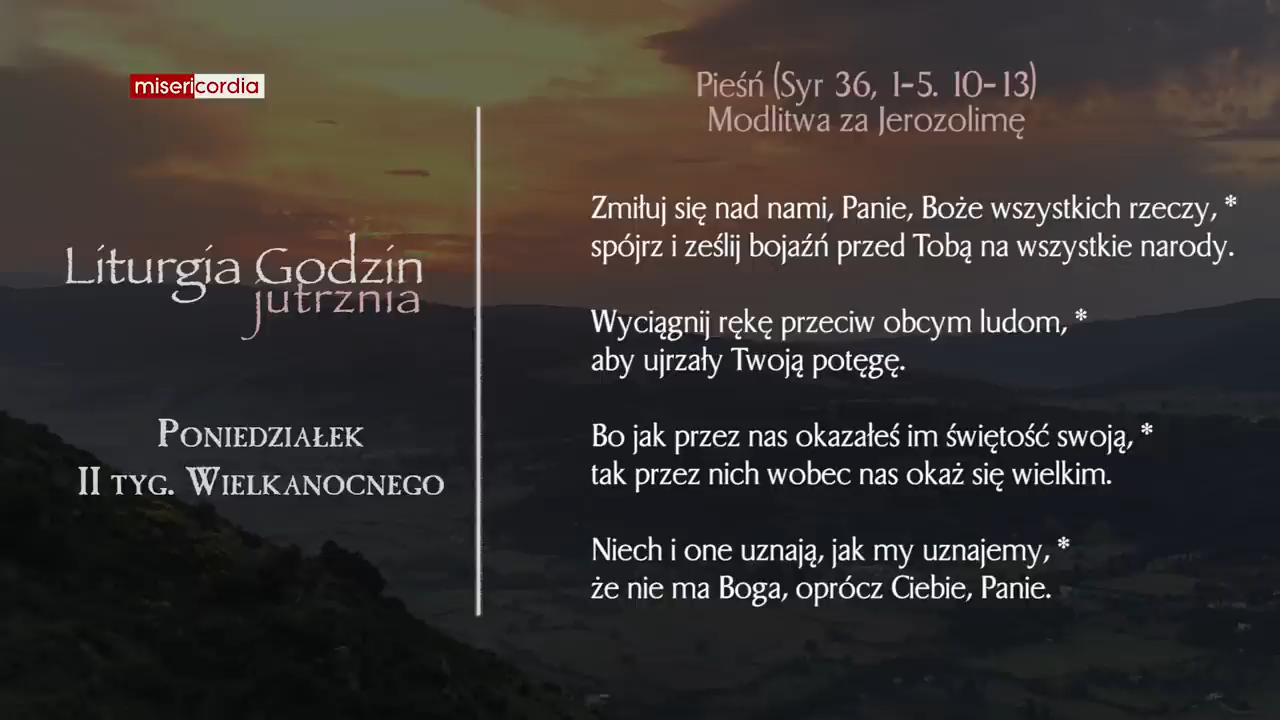 misericordia
Liturgia Godzin
jutrznia
Poniedziałek
II tyg. Wielkanocnego
Pieśń (Syr 36, 1-5. 10-13)
Modlitwa za Jerozolimę
Zmiłuj się nad nami, Panie, Boże wszystkich rzeczy, *
spójrz i ześlij bojaźń przed Tobą na wszystkie narody.
Wyciągnij rękę przeciw obcym ludom, *
aby ujrzały Twoją potęgę.
Bo jak przez nas okazałeś im świętość swoją, *
tak przez nich wobec nas okaż się wielkim.
Niech i one uznają, jak my uznajemy, *
że nie ma Boga, oprócz Ciebie, Panie.